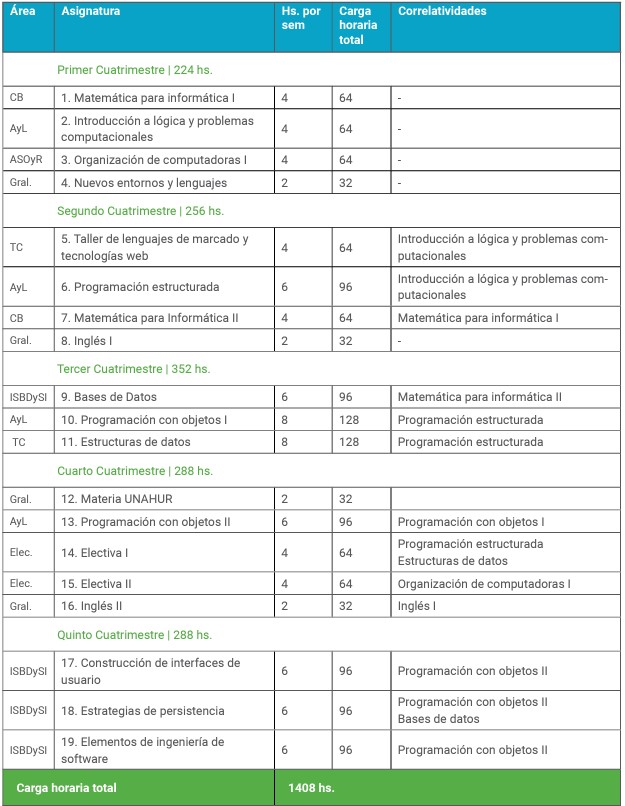 Área Asignatura Hs. por sem Carga horaria total Correlatividades
Primer Cuatrimestre | 224 hs.
CB 1. Matemática para informática I 4 64 -
AyL 2. Introducción a lógica y problemas computacionales 4 64 -
ASOyR 3. Organización de computadoras I 4 64 -
Gral. 4. Nuevos entornos y lenguajes 2 32 -
Segundo Cuatrimestre | 256 hs.
TC 5. Taller de lenguajes de marcado y tecnologías web 4 64 Introducción a lógica y problemas com-putacionales
AyL 6. Programación estructurada 6 96 Introducción a lógica y problemas com-putacionales
CB 7. Matemática para Informática II 4 64 Matemática para informática I
Gral. 8. Inglés I 2 32 -
Tercer Cuatrimestre | 352 hs.
ISBDySI 9. Bases de Datos 6 96 Matemática para informática II
AyL 10. Programación con objetos I 8 128 Programación estructurada
TC 11. Estructuras de datos 8 128 Programación estructurada
Cuarto Cuatrimestre | 288 hs.
Gral. 12. Materia UNAHUR 2 32
AyL 13. Programación con objetos II 6 96 Programación con objetos I
Elec. 14. Electiva I 4 64 Programación estructurada Estructuras de datos
Elec. 15. Electiva II 4 64 Organización de computadoras I
Gral. 16. Inglés II 2 32 Inglés I
Quinto Cuatrimestre | 288 hs.
ISBDySI 17. Construcción de interfaces de usuario 6 96 Programación con objetos II
ISBDySI 18. Estrategias de persistencia 6 96 Programación con objetos II Bases de datos
ISBDySI 19. Elementos de ingeniería de software 6 96 Programación con objetos II
Carga horaria total 1408 hs.